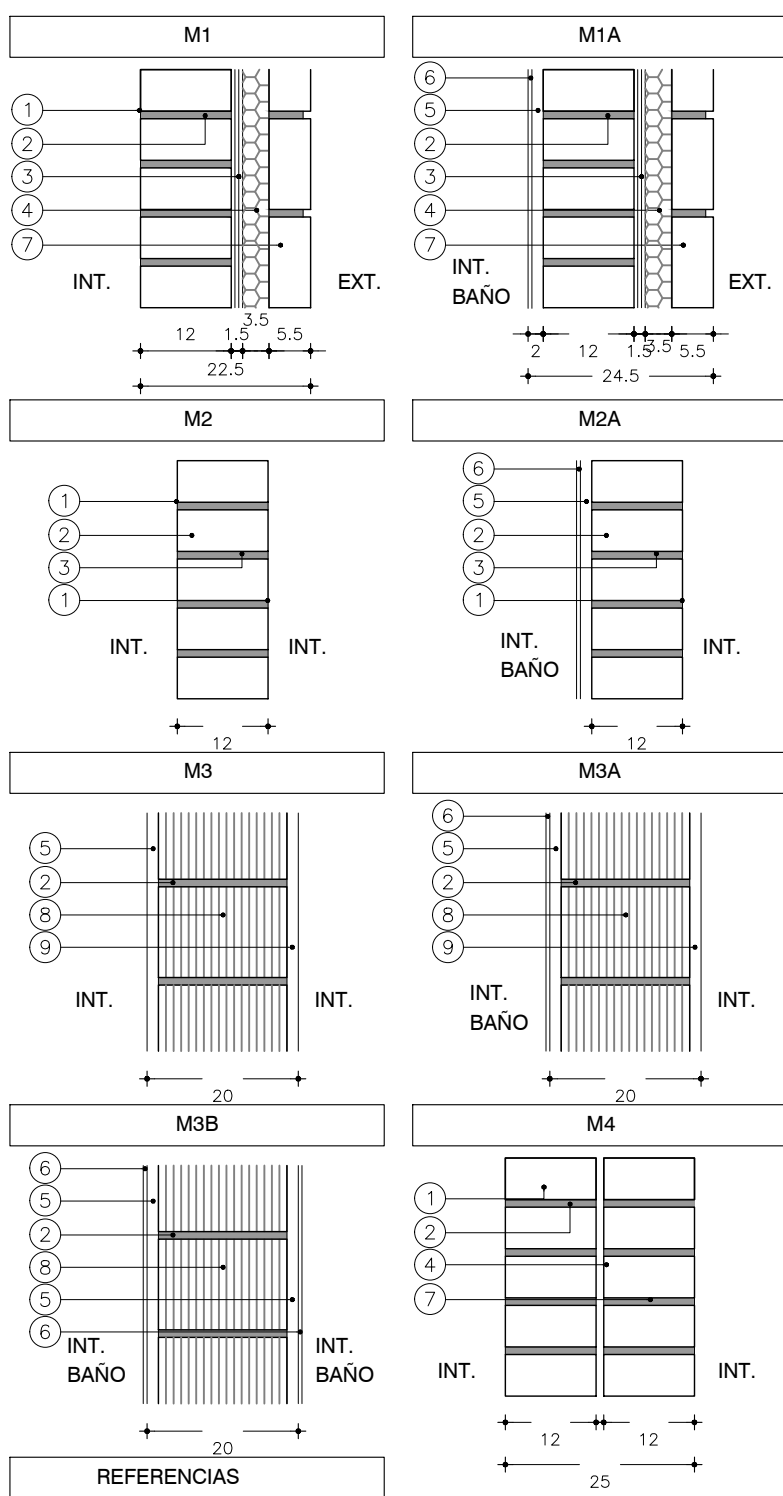 M1
1
2
3
4
7
INT.
EXT.
3.5
12
1.5
5.5
22.5
M1A
6
5
2
3
4
7
INT.
BAÑO
EXT.
2
12
1.5
3.5
5.5
24.5
M2
1
2
3
1
INT.
INT.
12
M2A
6
5
2
3
1
INT.
BAÑO
INT.
12
M3
5
2
8
9
INT.
INT.
20
M3A
6
5
2
8
9
INT.
BAÑO
INT.
20
M3B
6
5
2
8
5
6
INT.
BAÑO
INT.
BAÑO
20
M4
1
2
4
7
INT.
INT.
12
12
25
REFERENCIAS